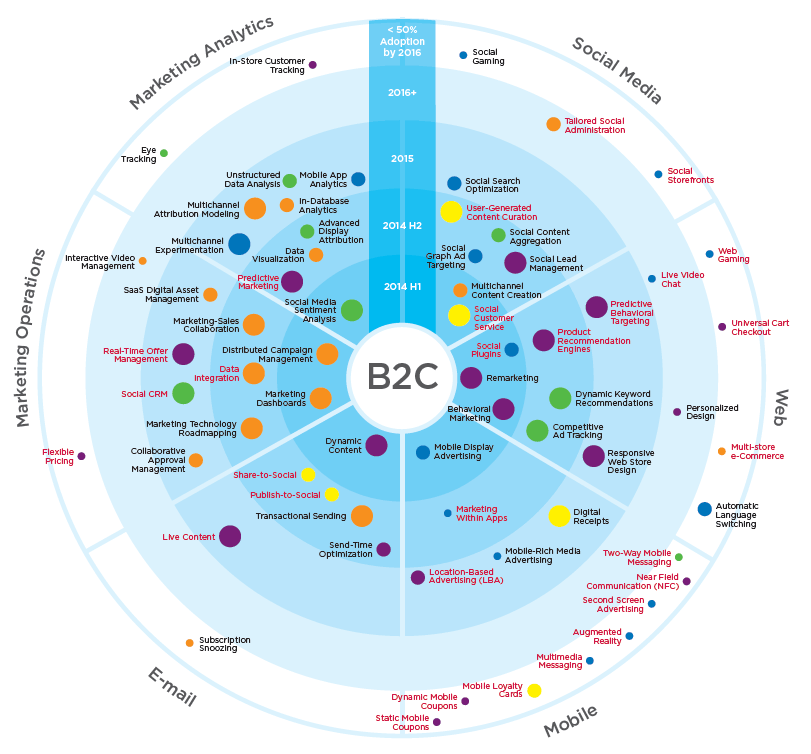 Marketing Analytics
Social Media
Web
Mobile
E-mail
Marketing Operations
< 50%
Adoption
by 2016
2016+
2015
2014 H2
2014 H1
B2C
In-Store Customer
Tracking
Eye
Tracking
Unstructured
Data Analysis
Mobile App
Analytics
Multichannel
Attribution Modeling
In-Database
Analytics
Advanced
Display
Attribution
Multichannel
Experimentation
Data
Visualization
Predictive
Marketing
Social Media
Sentiment
Analysis
Social
Gaming
Tailored Social
Administration
Social
Storefronts
Social Search
Optimization
User-Generated
Content Curation
Social Content
Aggregation
Social
Graph Ad
Targeting
Social Lead
Management
Multichannel
Content Creation
Social
Customer
Service
Social
Plugins
Web
Gaming
Live Video
Chat
Predictive
Behavioral
Targeting
Universal Cart
Checkout
Product
Recommendation
Engines
Remarketing
Behavioral
Marketing
Dynamic Keyword
Recommendations
Competitive
Ad Tracking
Personalized
Design
Responsive
Web Store
Design
Multi-store
e-Commerce
Automatic
Language
Switching
Mobile Display
Advertising
Marketing
Within Apps
Digital
Receipts
Mobile-Rich Media
Advertising
Location-Based
Advertising (LBA)
Two-Way Mobile
Messaging
Near Field
Communication (NFC)
Second Screen
Advertising
Augmented
Reality
Multimedia
Messaging
Mobile Loyalty
Cards
Dynamic Mobile
Coupons
Static Mobile
Coupons
Dynamic
Content
Share-to-Social
Publish-to-Social
Transactional Sending
Live Content
Send-Time
Optimization
Subscription
Snoozing
Interactive Video
Management
SaaS Digital Asset
Management
Marketing-Sales
Collaboration
Real-Time Offer
Management
Distributed Campaign
Management
Data
Integration
Social CRM
Marketing
Dashboards
Marketing Technology
Roadmapping
Collaborative
Approval
Management
Flexible
Pricing